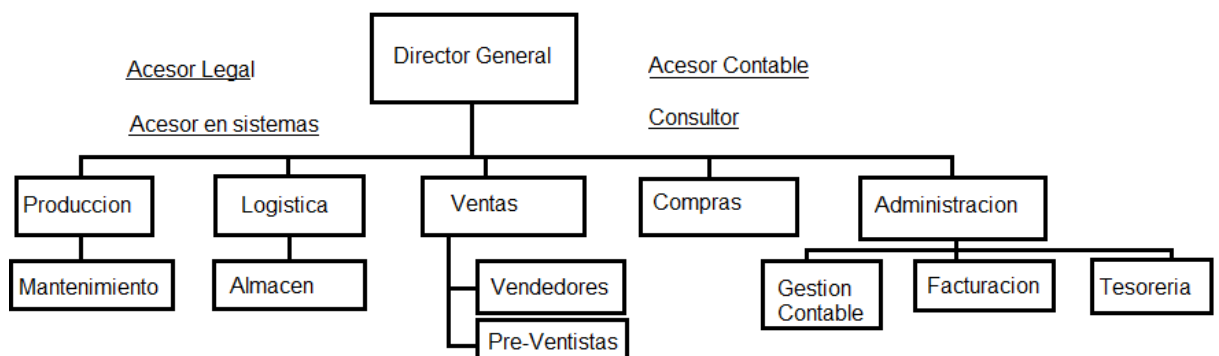 Director General
Acesor Legal
Acesor Contable
Acesor en sistemas
Consultor
Produccion
Logistica
Ventas
Compras
Administracion
Mantenimiento
Almacen
Vendedores
Pre-Ventistas
Gestion
Contable
Facturacion
Tesoreria